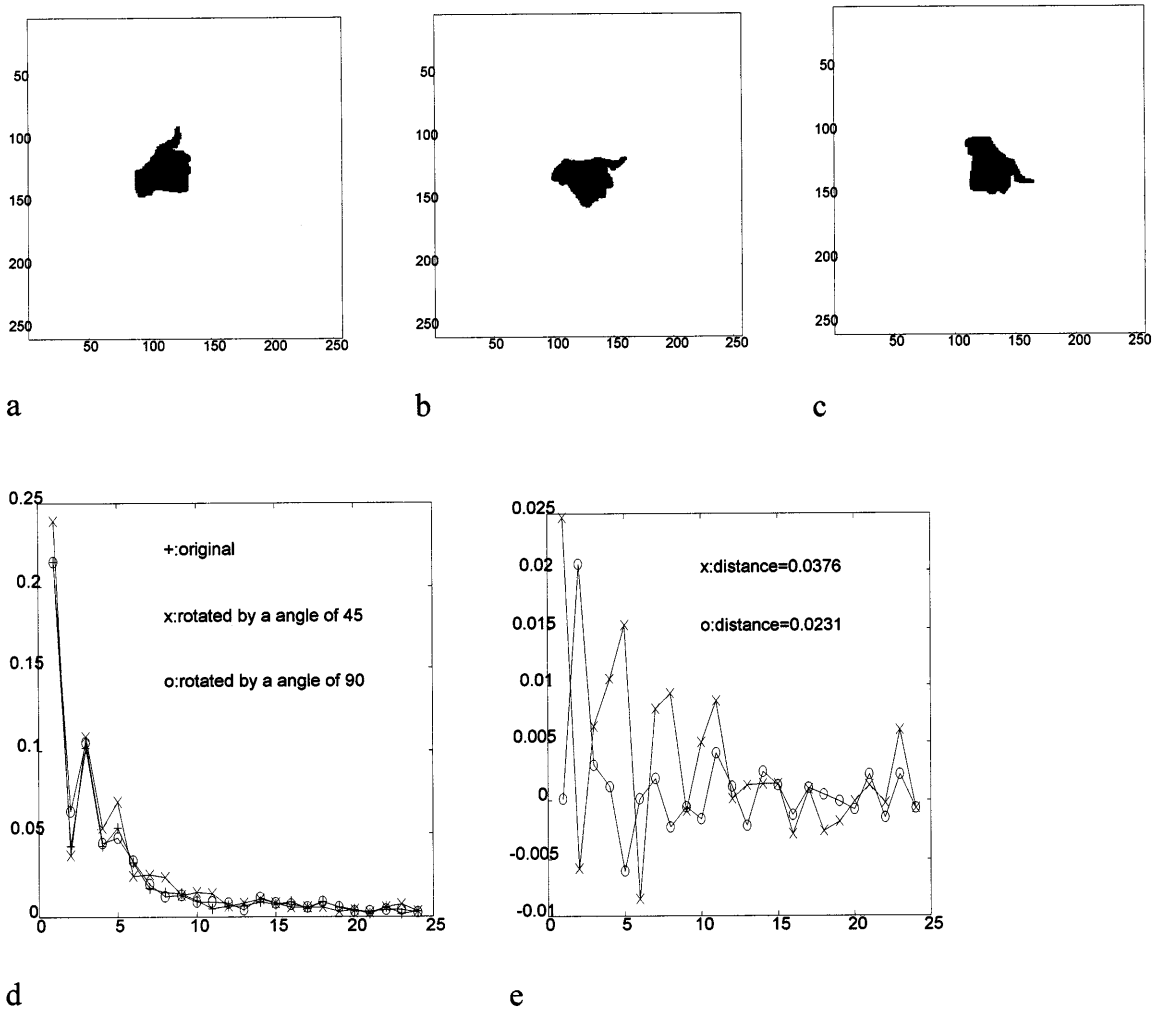 50
100
150
200
250
50 100 150 200 250
50
100
150
200
250
50 100 150 200 250
50
100
150
200
250
50 100 150 200 250
a
b
c
0.25
0.2
0.15
0.1
0.05
0
0 5 10 15 20 25
+:original
x:rotated by a angle of 45
o:rotated by a angle of 90
0.025
0.02
0.015
0.01
0.005
0
-0.005
-0.01
0 5 10 15 20 25
x:distance=0.0376
o:distance=0.0231
d
e